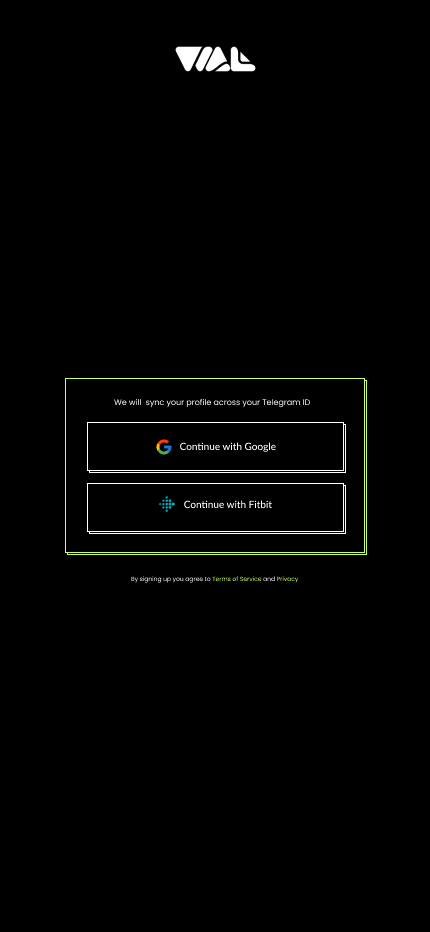 VIAL
We will  sync your profile across your Telegram ID
Continue with Google
Continue with Fitbit
By signing up you agree to Terms of Service and Privacy